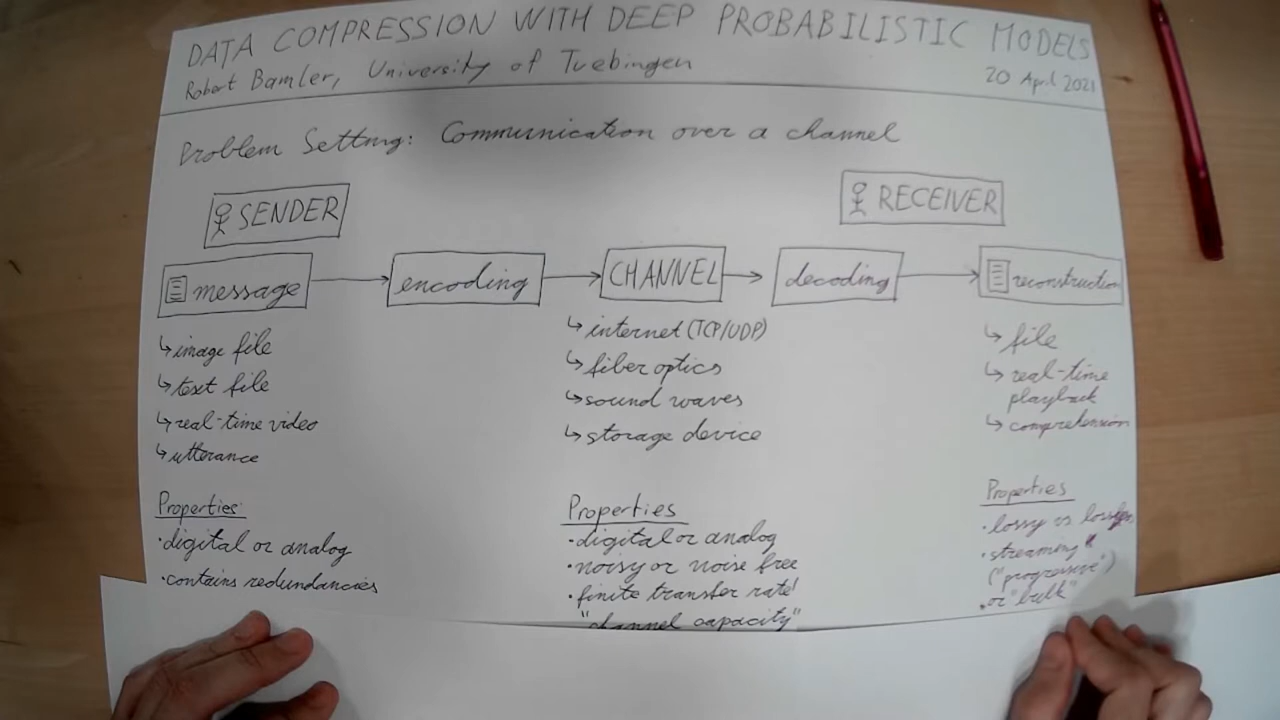 DATA COMPRESSION WITH DEEP PROBABILISTIC MODELS
Robert Bamler, University of Tuebingen
20 April 2021
Problem Setting: Communication over a channel
SENDER
RECEIVER
message
encoding
CHANNEL
decoding
reconstruction
↳image file
↳text file
↳real-time video
↳utterance
Properties
·digital or analog
·contains redundancies
↳internet (TCP/UDP)
↳fiber optics
↳sound waves
↳storage device
Properties
·digital or analog
·noisy or noise free
·finite transfer rate
"channel capacity"
↳file
↳real-time
playback
↳comprehension
Properties
·lossy vs lossless
·streaming"
("progressive")
·or "bulk"